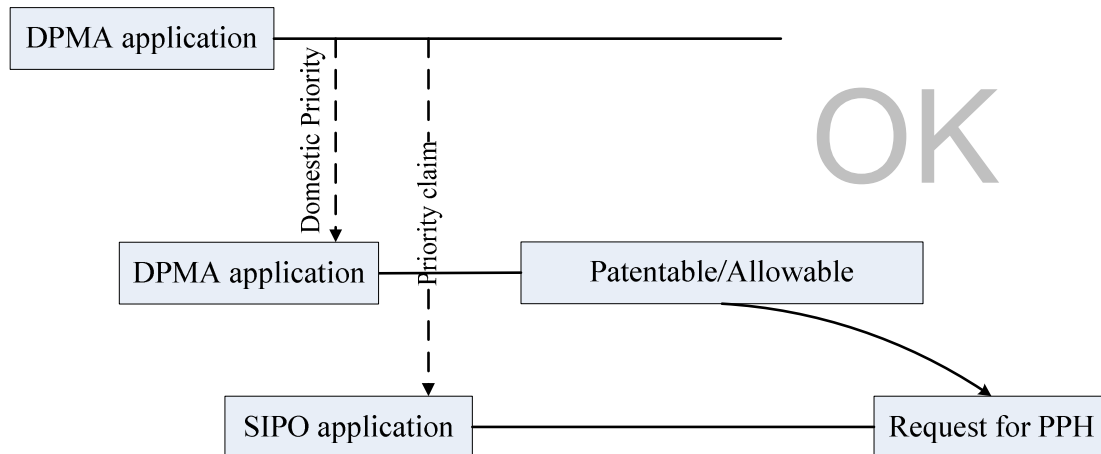 DPMA application
Domestic Priority
Priority claim
OK
DPMA application
Patentable/Allowable
SIPO application
Request for PPH